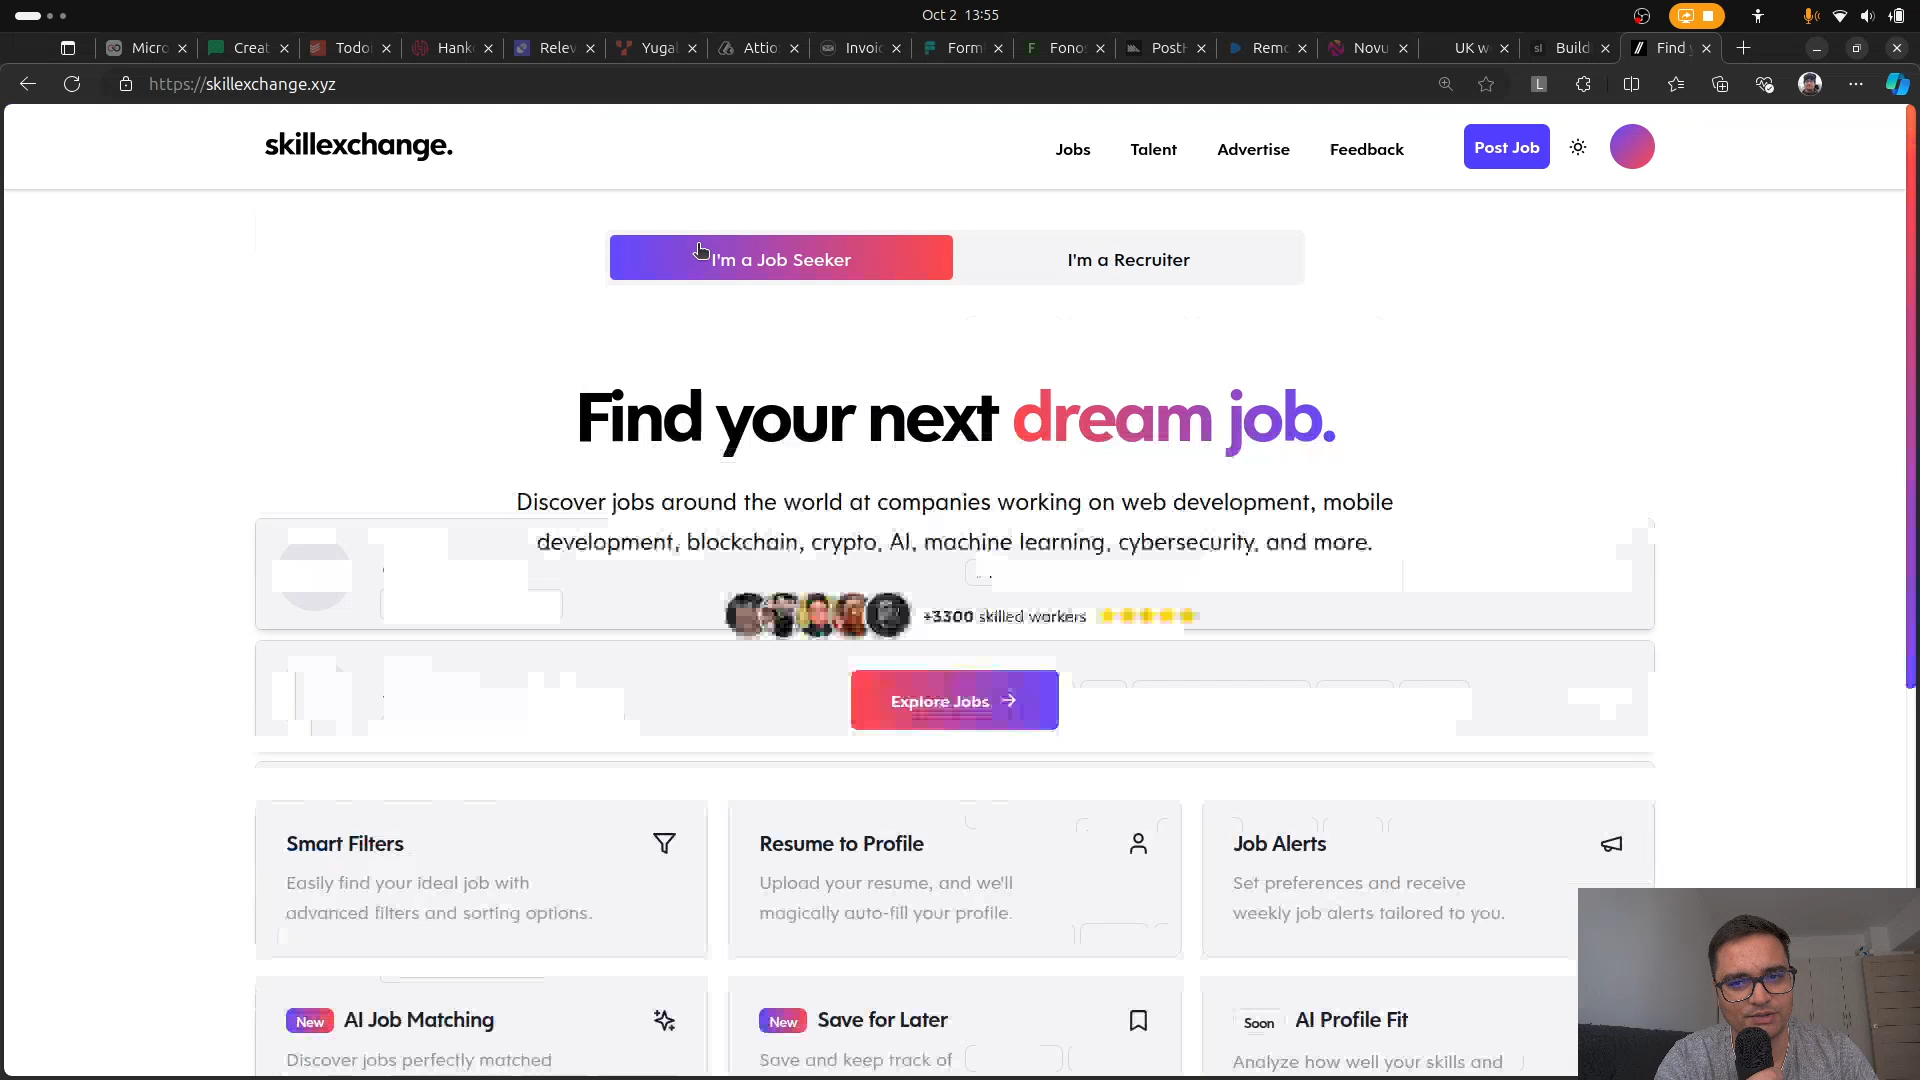 Oct 2 13:55
Micro
Creat
Todoi
Hank
Relev
Yugal
Attio
Invoic
Form
Fonos
PostH
Remo
Novu
UK w
Build
Find
https://skillexchange.xyz
skillexchange.
Jobs
Talent
Advertise
Feedback
Post Job
I'm a Job Seeker
I'm a Recruiter
Find your next dream job.
Discover jobs around the world at companies working on web development, mobile
development, blockchain, crypto, AI, machine learning, cybersecurity, and more.
+3300 skilled workers
Explore Jobs
Smart Filters
Easily find your ideal job with
advanced filters and sorting options.
Resume to Profile
Upload your resume, and we'll
magically auto-fill your profile.
Job Alerts
Set preferences and receive
weekly job alerts tailored to you.
New AI Job Matching
Discover jobs perfectly matched
New Save for Later
Save and keep track of
Soon AI Profile Fit
Analyze how well your skills and